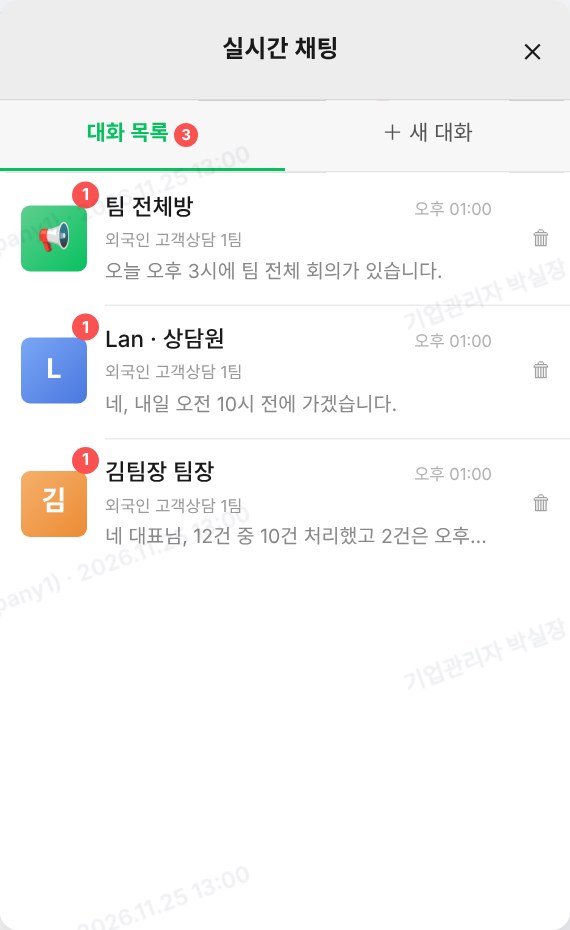 실시간 채팅
대화 목록 3
+ 새 대화
1
팀 전체방
오후 01:00
외국인 고객상담 1팀
오늘 오후 3시에 팀 전체 회의가 있습니다.
1
L
Lan · 상담원
오후 01:00
외국인 고객상담 1팀
네, 내일 오전 10시 전에 가겠습니다.
1
김
김팀장 팀장
오후 01:00
외국인 고객상담 1팀
네 대표님, 12건 중 10건 처리했고 2건은 오후...
pany1) · 2026.11.25 13:00
기업관리자 박실장
pany1) · 2026.11.25 13:00
기업관리자 박실장
2026.11.25 13:00